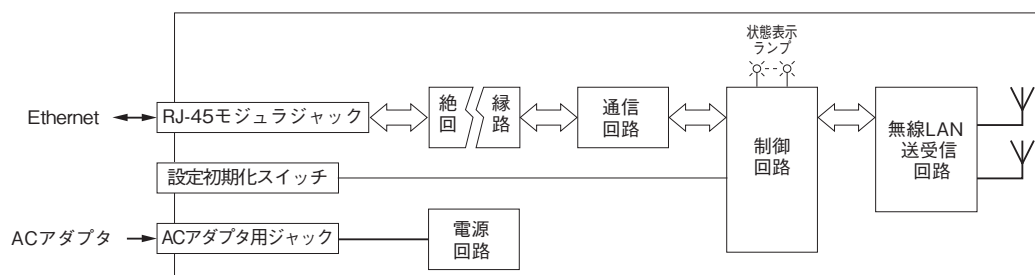 状態表示
ランプ
Ethernet
RJ-45モジュラジャック
絶縁
回路
通信
回路
制御
回路
無線LAN
送受信
回路
設定初期化スイッチ
ACアダプタ
ACアダプタ用ジャック
電源
回路